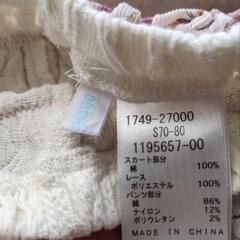 1749-27000
S70-80
1195657-00
スカート部分
綿 100%
レース
ポリエステル 100%
パンツ部分
綿 86%
ナイロン 12%
ポリウレタン 2%
MADE IN CHINA